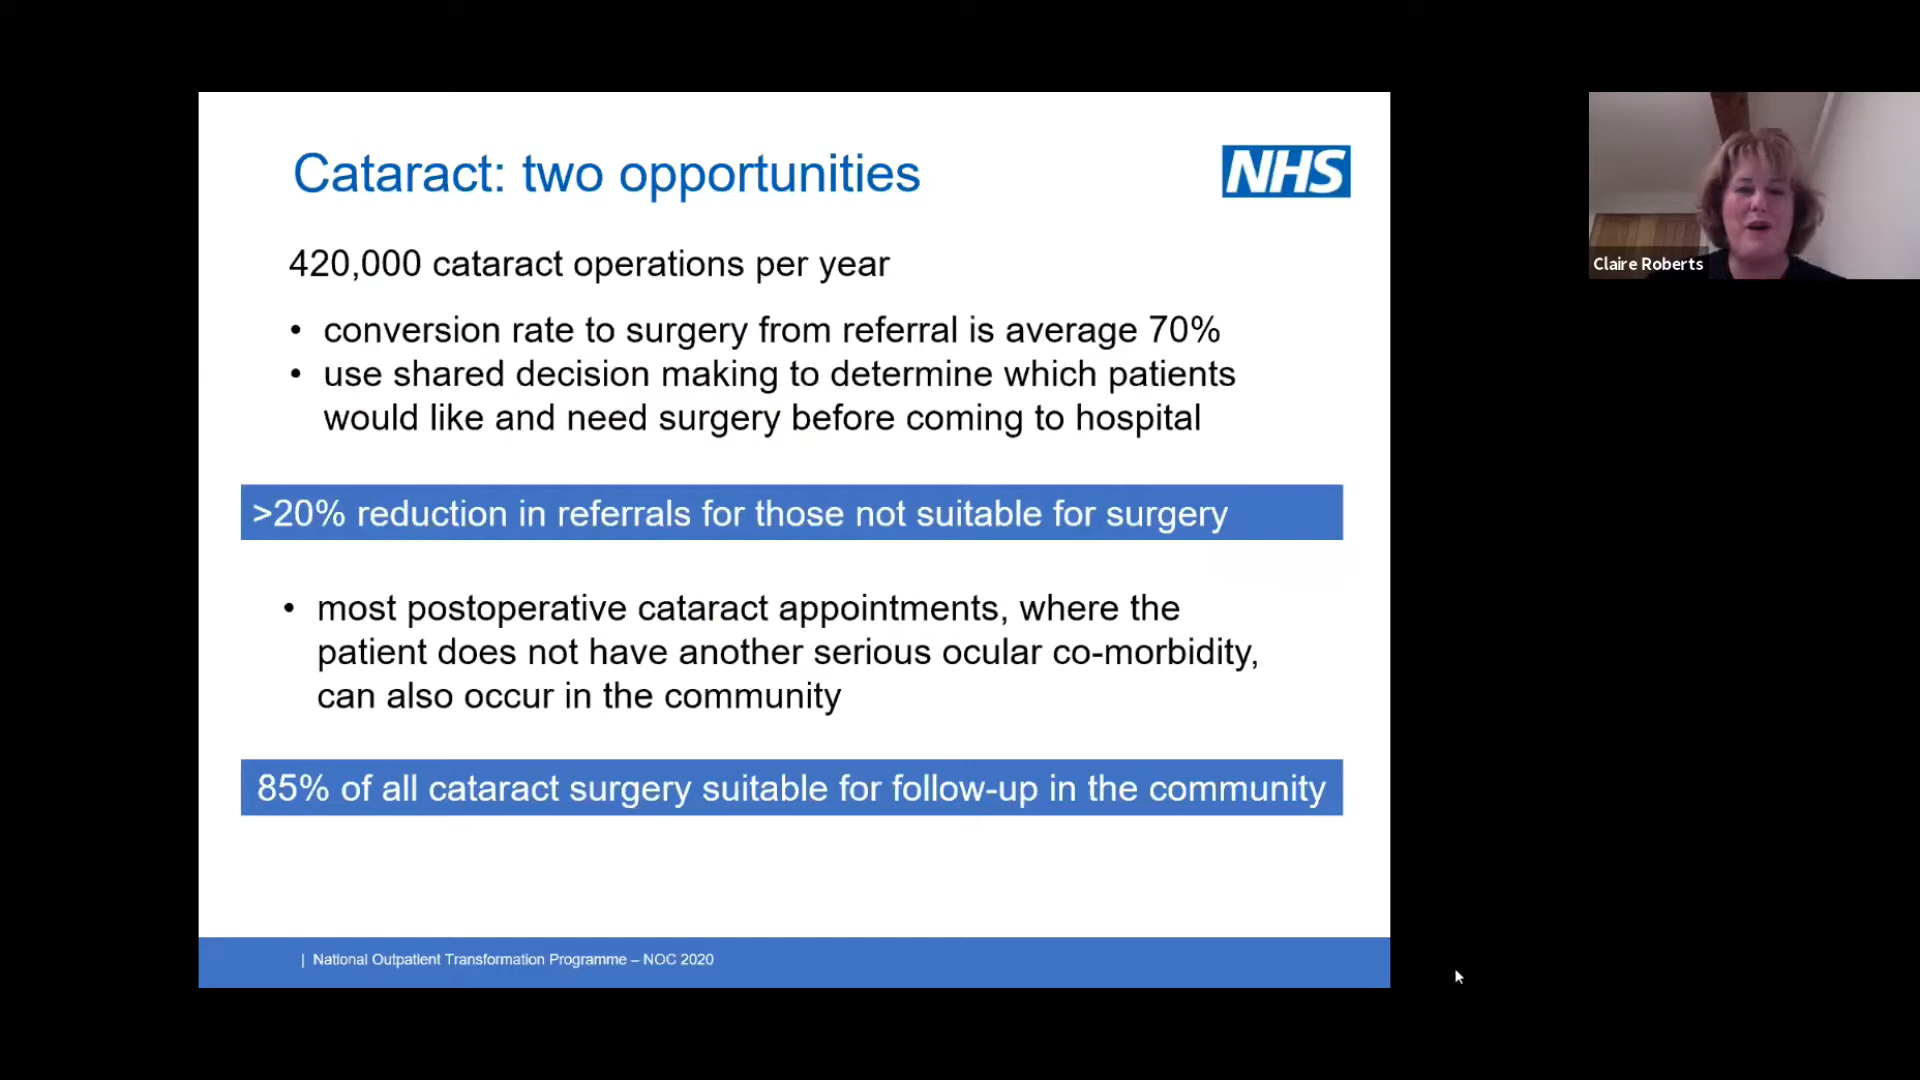 Cataract: two opportunities
NHS
420,000 cataract operations per year
• conversion rate to surgery from referral is average 70%
• use shared decision making to determine which patients
would like and need surgery before coming to hospital
>20% reduction in referrals for those not suitable for surgery
• most postoperative cataract appointments, where the
patient does not have another serious ocular co-morbidity,
can also occur in the community
85% of all cataract surgery suitable for follow-up in the community
| National Outpatient Transformation Programme – NOC 2020
Claire Roberts